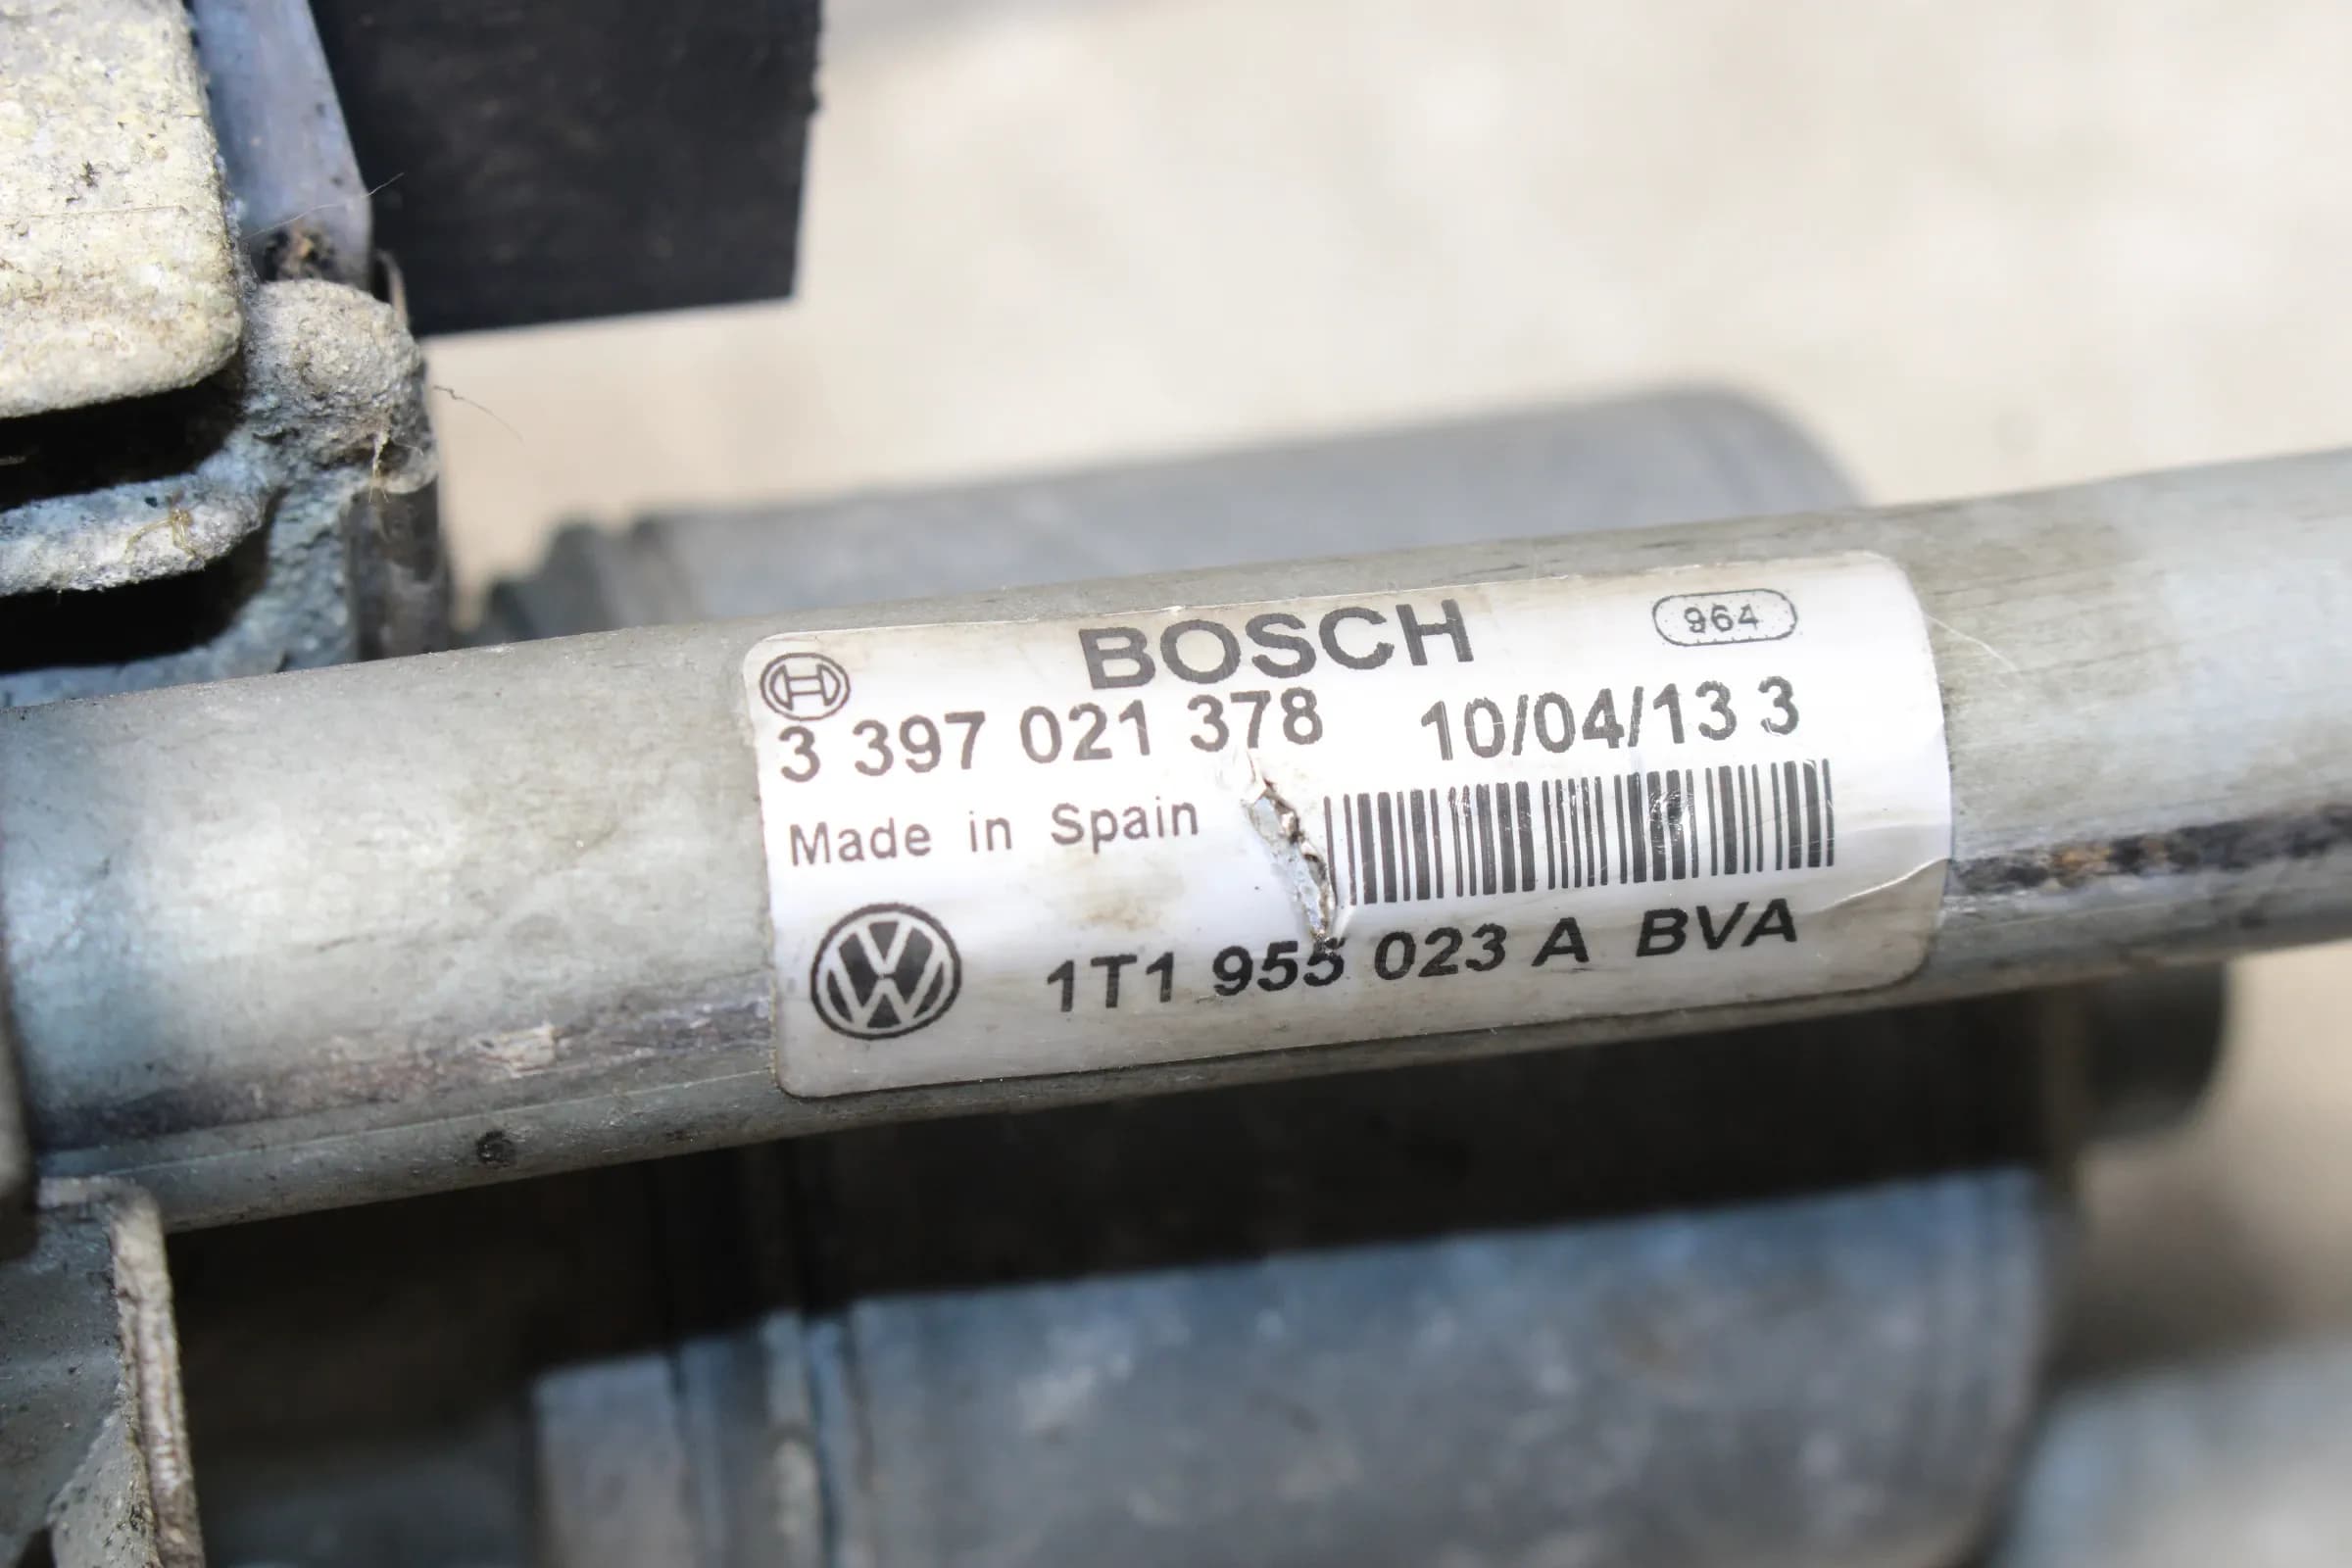 BOSCH 964
3 397 021 378 10/04/13 3
Made in Spain
1T1 955 023 A BVA